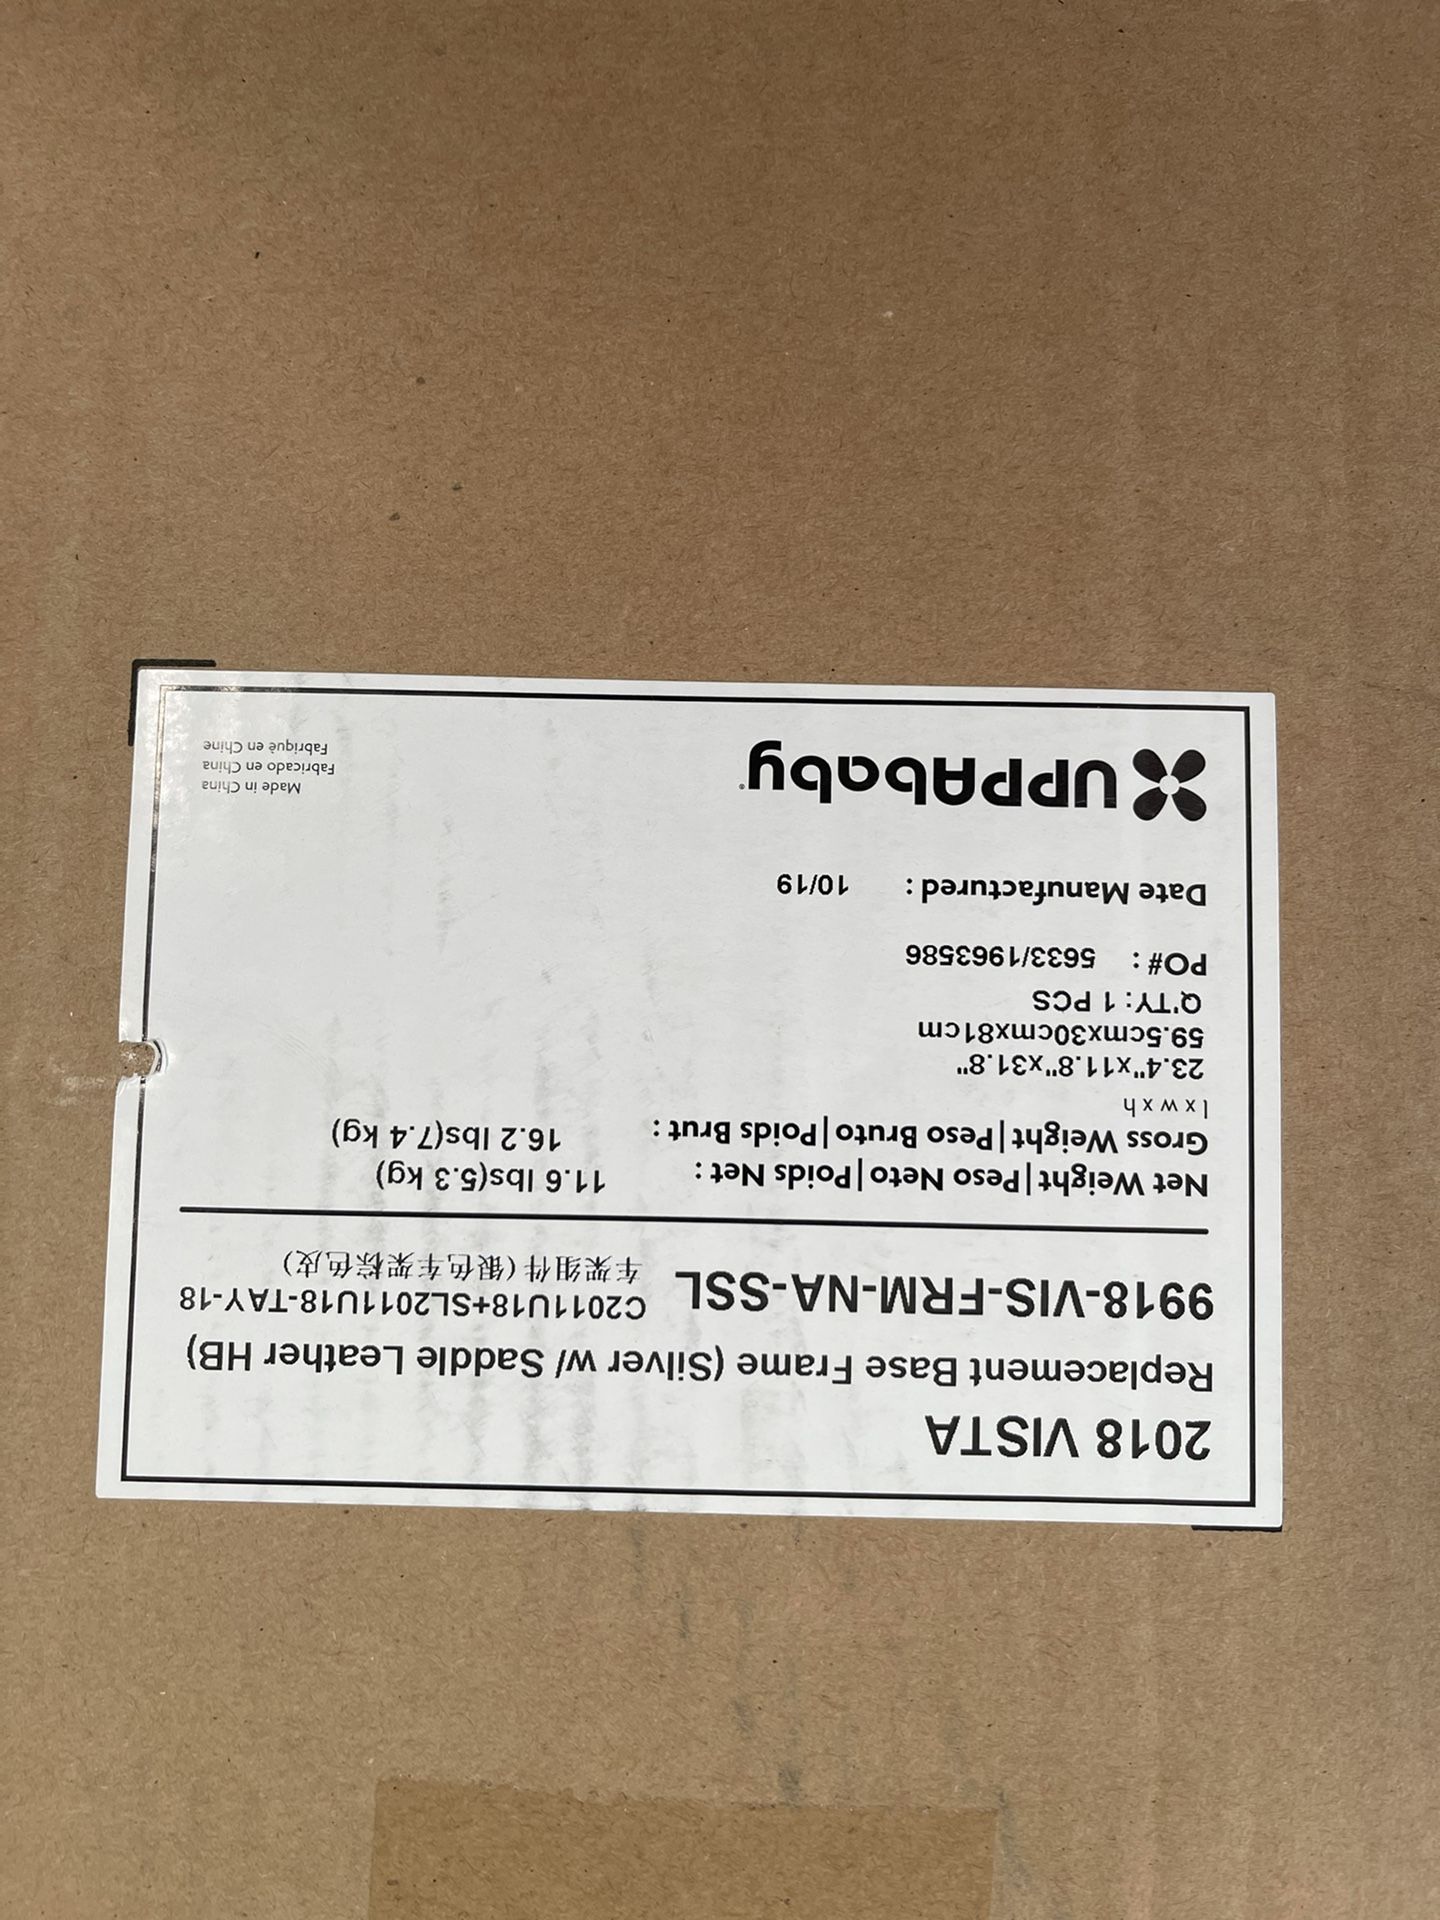 2018 VISTA
Replacement Base Frame (Silver w/ Saddle Leather HB)
9918-VIS-FRM-NA-SSL
C2011U18+SL2011U18-TAY-18
车架组件(银色车架棕色皮)
Net Weight|Peso Neto|Poids Net : 11.6 lbs(5.3 kg)
Gross Weight|Peso Bruto|Poids Brut : 16.2 lbs(7.4 kg)
l x w x h
23.4"x11.8"x31.8"
59.5cmx30cmx81cm
Q'TY: 1 PCS
PO# : 5633/1963586
Date Manufactured : 10/19
UPPAbaby®
Made in China
Fabricado en China
Fabriqué en Chine